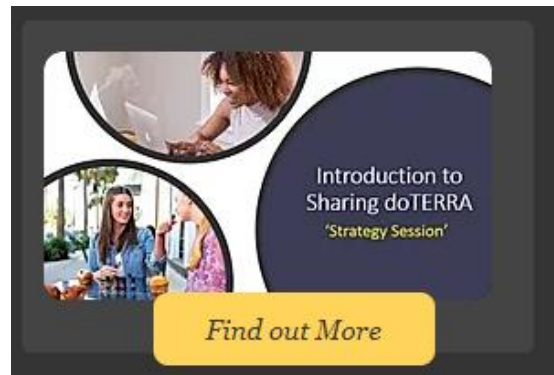 Introduction to
Sharing doTERRA
'Strategy Session'
Find out More